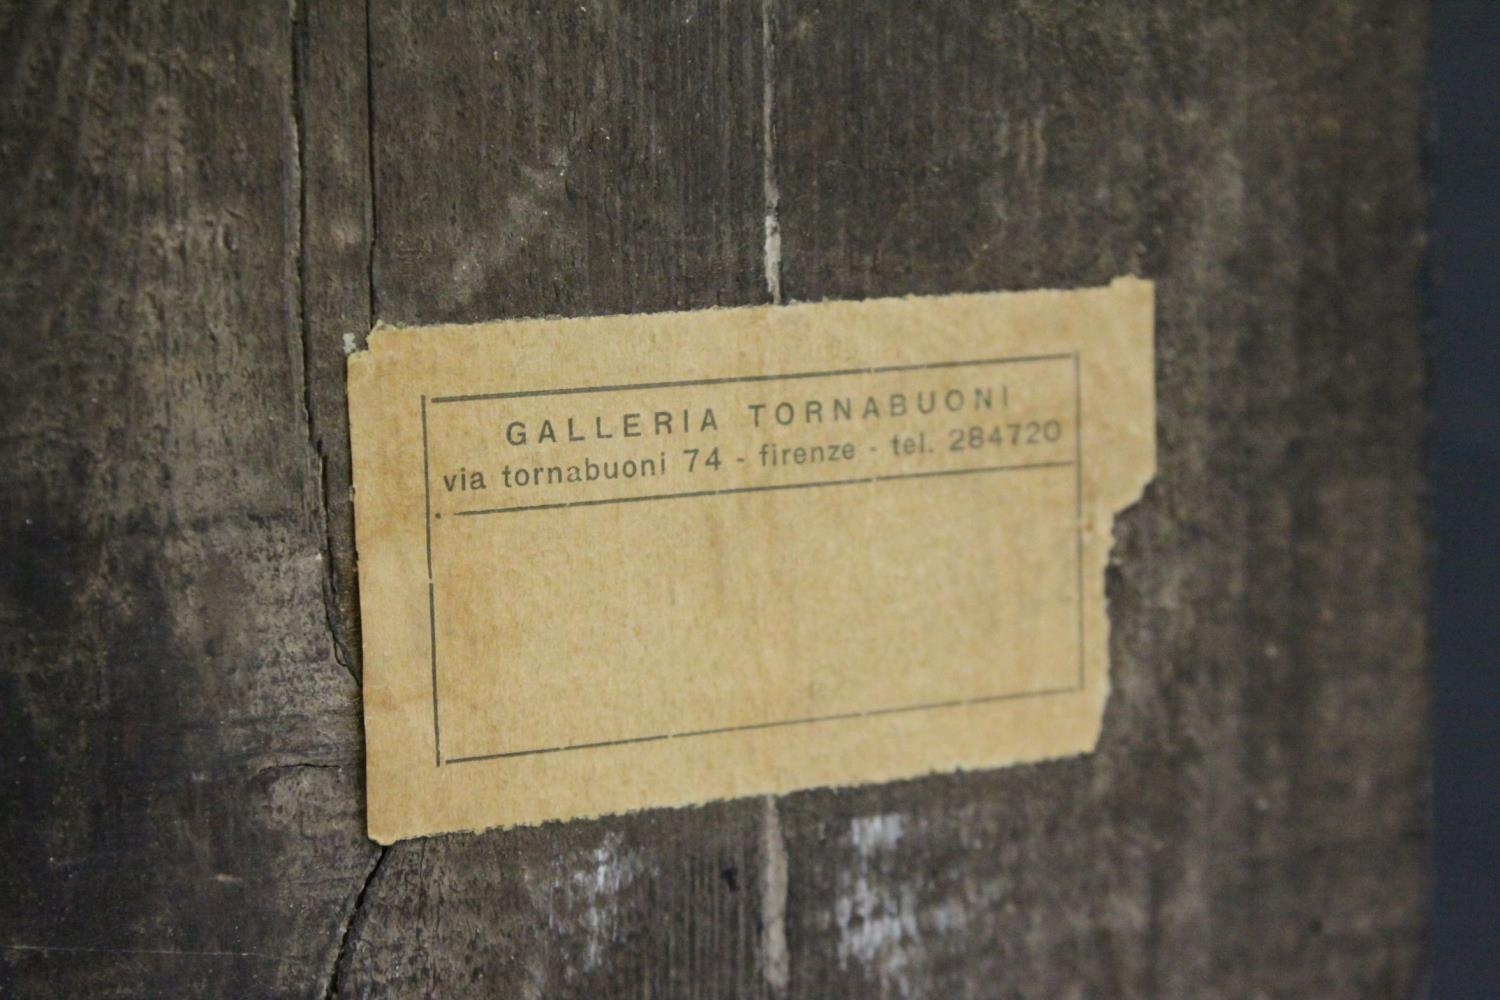 GALLERIA TORNABUONI
via tornabuoni 74 - firenze - tel. 284720